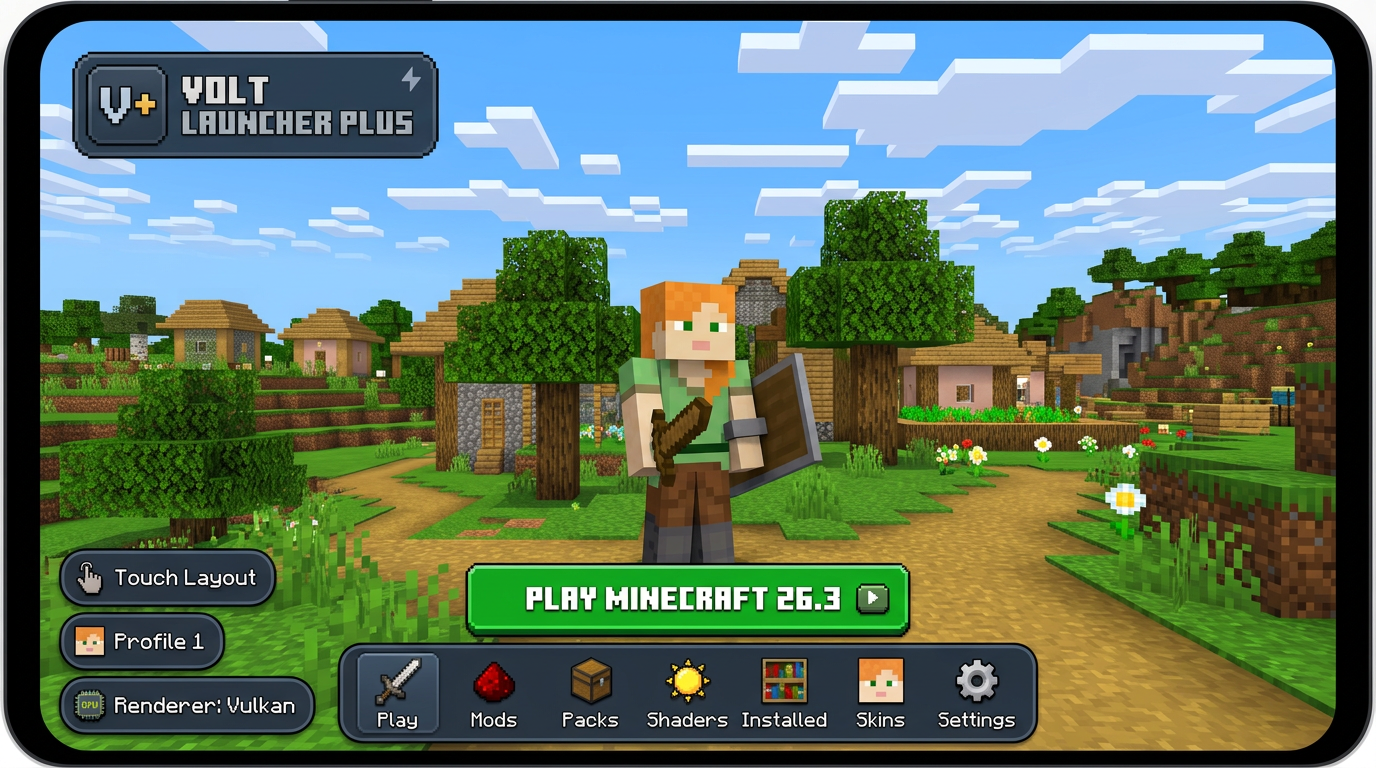 V+
VOLT
LAUNCHER PLUS
Touch Layout
Profile 1
Renderer: Vulkan
PLAY MINECRAFT 26.3
Play
Mods
Packs
Shaders
Installed
Skins
Settings